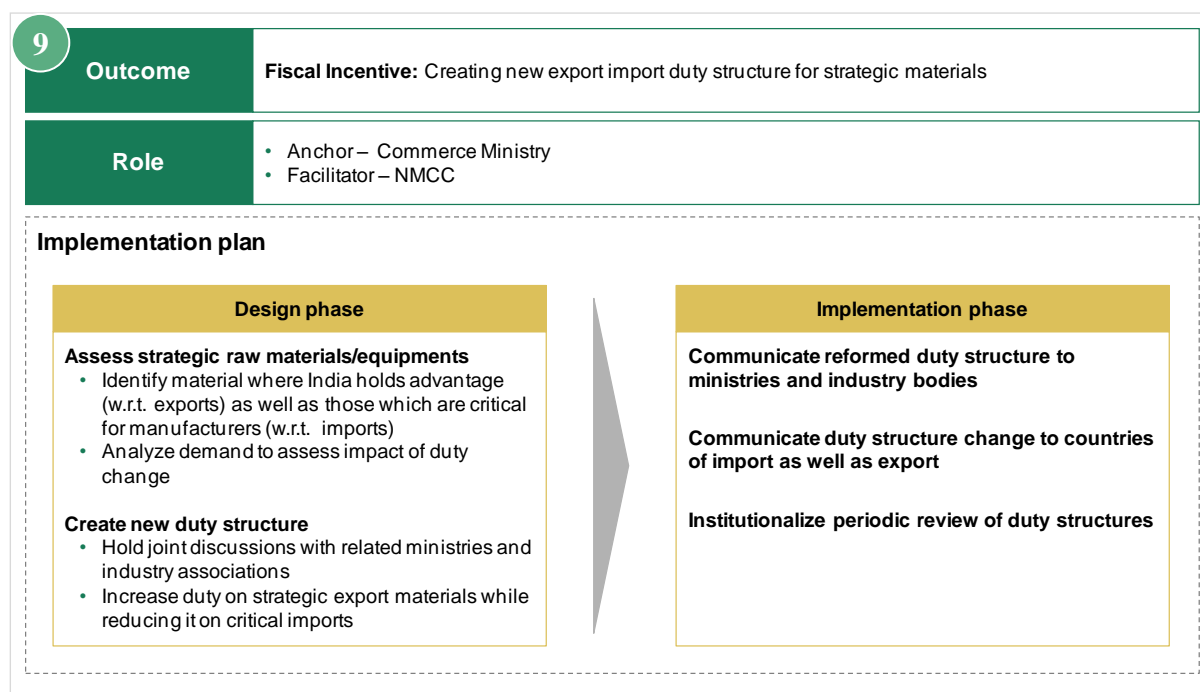 9
Outcome
Fiscal Incentive: Creating new export import duty structure for strategic materials
Role
• Anchor – Commerce Ministry
• Facilitator – NMCC
Implementation plan
Design phase
Assess strategic raw materials/equipments
• Identify material where India holds advantage
(w.r.t. exports) as well as those which are critical
for manufacturers (w.r.t. imports)
• Analyze demand to assess impact of duty
change
Create new duty structure
• Hold joint discussions with related ministries and
industry associations
• Increase duty on strategic export materials while
reducing it on critical imports
Implementation phase
Communicate reformed duty structure to
ministries and industry bodies
Communicate duty structure change to countries
of import as well as export
Institutionalize periodic review of duty structures